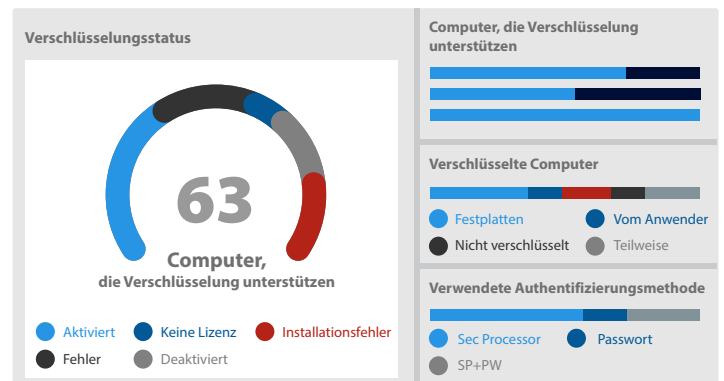 Verschlüsselungsstatus
63
Computer,
die Verschlüsselung unterstützen
Aktiviert
Keine Lizenz
Installationsfehler
Fehler
Deaktiviert
Computer, die Verschlüsselung
unterstützen
Verschlüsselte Computer
Festplatten
Vom Anwender
Nicht verschlüsselt
Teilweise
Verwendete Authentifizierungsmethode
Sec Processor
Passwort
SP+PW